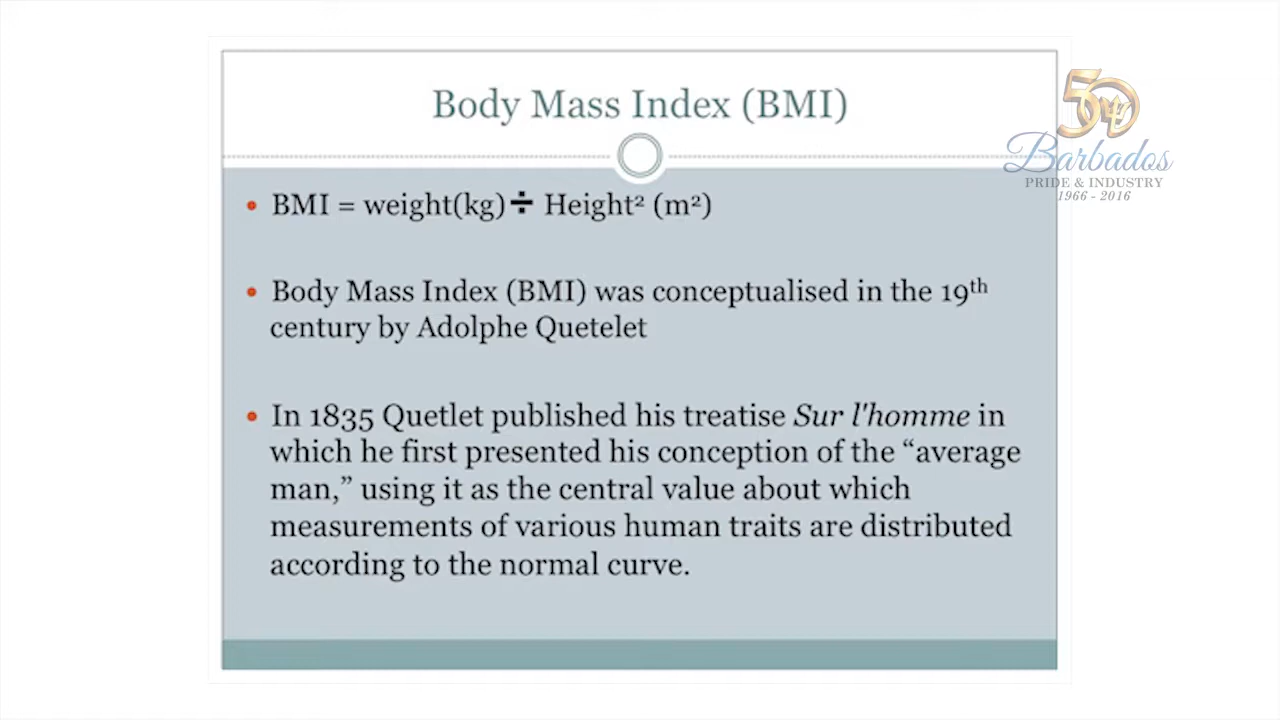 Body Mass Index (BMI)
50
Barbados
PRIDE & INDUSTRY
1966 - 2016
• BMI = weight(kg) ÷ Height² (m²)
• Body Mass Index (BMI) was conceptualised in the 19th
century by Adolphe Quetelet
• In 1835 Quetlet published his treatise Sur l'homme in
which he first presented his conception of the “average
man,” using it as the central value about which
measurements of various human traits are distributed
according to the normal curve.